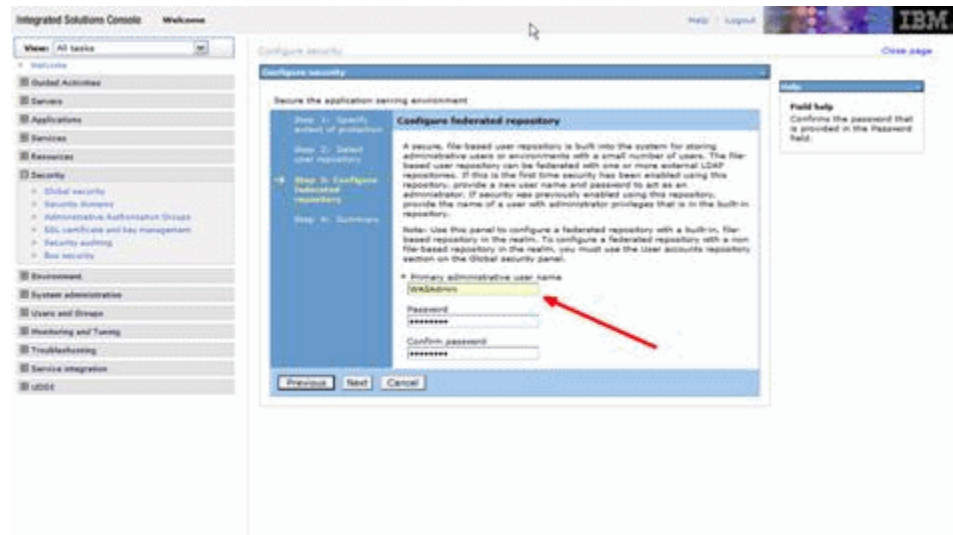 Integrated Solutions Console Welcome Help Logout IBM
View: All tasks
Welcome
Guided Activities
Servers
Applications
Services
Resources
Security
Global security
Security domains
Administrative Authorization Groups
SSL certificate and key management
Security auditing
Bus security
Environment
System administration
Users and Groups
Monitoring and Tuning
Troubleshooting
Service integration
UDDI
Configure security
Close page
Configure security
Secure the application serving environment
Step 1: Specify
extent of protection
Step 2: Select
user repository
Step 3: Configure
federated
repository
Step 4: Summary
Configure federated repository
A secure, file-based user repository is built into the system for storing
administrative users or environments with a small number of users. The file-
based user repository can be federated with one or more external LDAP
repositories. If this is the first time security has been enabled using this
repository, provide a new user name and password to act as an
administrator. If security was previously enabled using this repository,
provide the name of a user with administrator privileges that is in the built-in
repository.
Note: Use this panel to configure a federated repository with a built-in, file-
based repository in the realm. To configure a federated repository with a non
file-based repository in the realm, you must use the User accounts repository
section on the Global security panel.
* Primary administrative user name
WASAdmin
Password
••••••••
Confirm password
••••••••
Previous Next Cancel
Help
Field help
Confirms the password that
is provided in the Password
field.